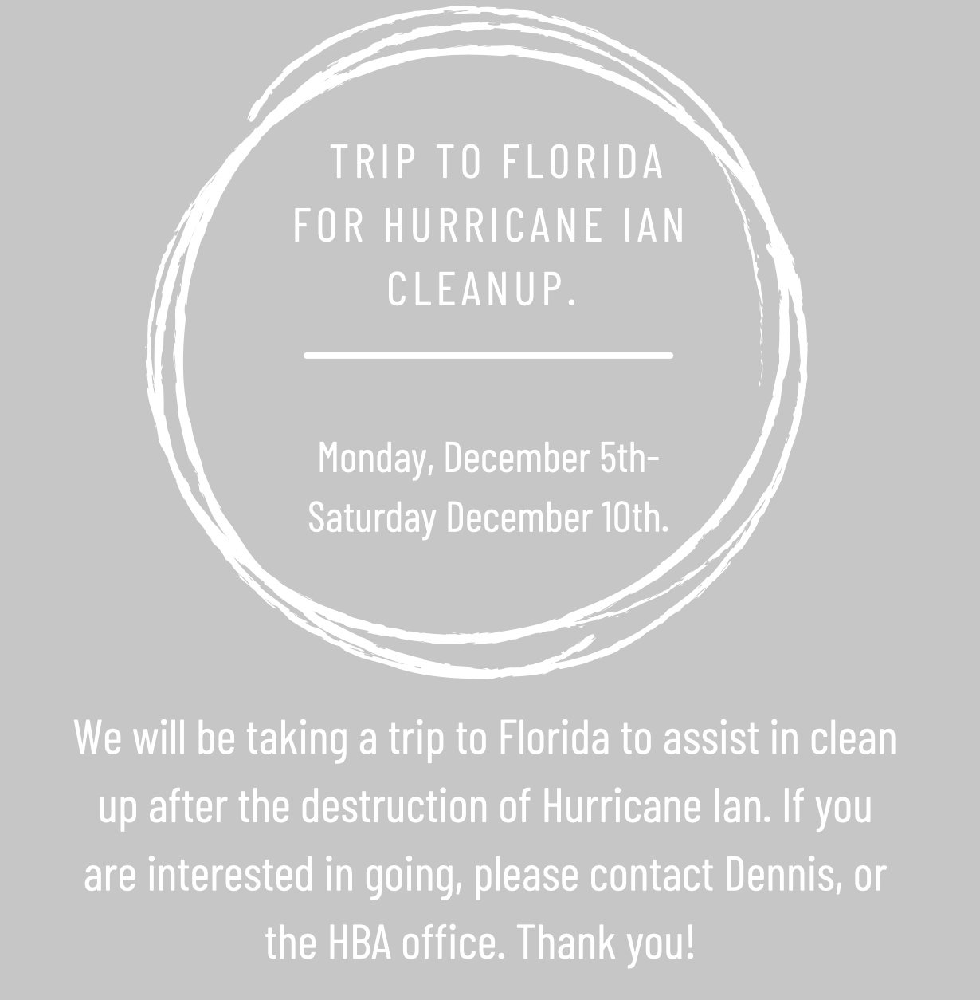 TRIP TO FLORIDA
FOR HURRICANE IAN
CLEANUP.
Monday, December 5th-
Saturday December 10th.
We will be taking a trip to Florida to assist in clean
up after the destruction of Hurricane Ian. If you
are interested in going, please contact Dennis, or
the HBA office. Thank you!